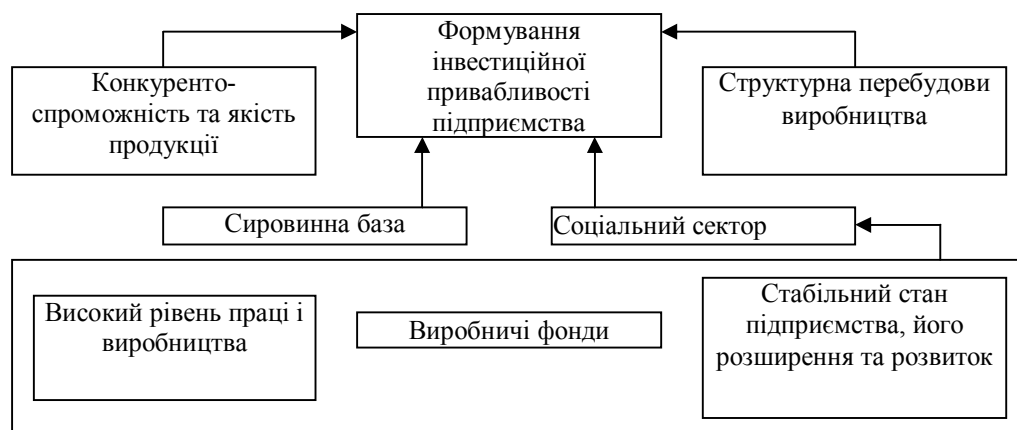 Формування
інвестиційної
привабливості
підприємства
Конкуренто-
спроможність та якість
продукції
Структурна перебудови
виробництва
Сировинна база
Соціальний сектор
Високий рівень праці і
виробництва
Виробничі фонди
Стабільний стан
підприємства, його
розширення та розвиток